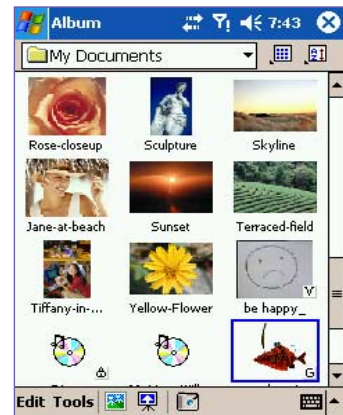 Album 7:43
My Documents
Rose-closeup Sculpture Skyline
Jane-at-beach Sunset Terraced-field
Tiffany-in-... Yellow-Flower be happy_
V
G
Edit Tools